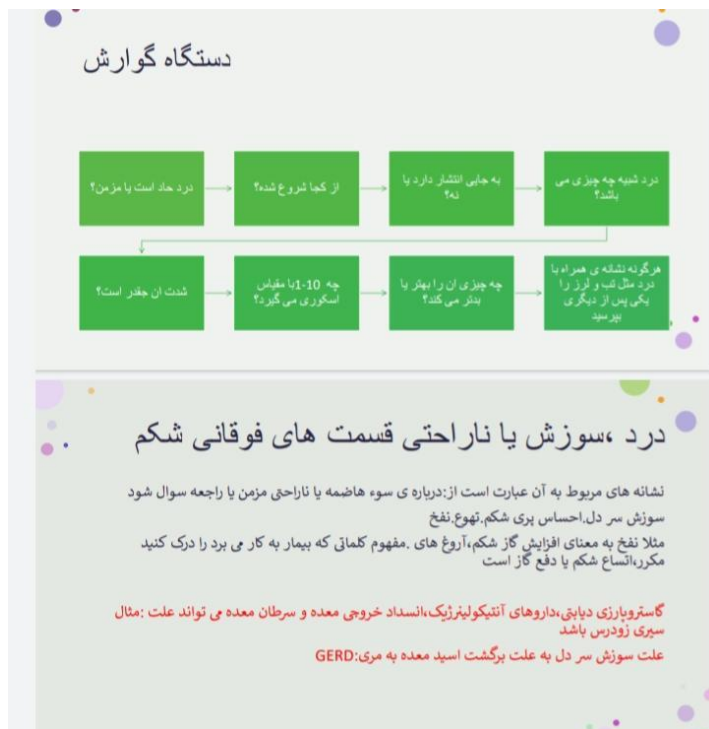 دستگاه گوارش
درد حاد است یا مزمن؟
از کجا شروع شده؟
به جایی انتشار دارد یا
نه؟
درد شبیه چه چیزی می
باشد؟
شدت ان چقدر است؟
با مقیاس 1-10 چه
اسکوری می گیرد؟
چه چیزی ان را بهتر یا
بدتر می کند؟
هرگونه نشانه ی همراه با
درد مثل تب و لرز را
یکی پس از دیگری
بپرسید
درد ،سوزش یا ناراحتی قسمت های فوقانی شکم
نشانه های مربوط به آن عبارت است از:درباره ی سوء هاضمه یا ناراحتی مزمن یا راجعه سوال شود
سوزش سر دل.احساس پری شکم.تهوع.نفخ
مثلا نفخ به معنای افزایش گاز شکم،آروغ های .مفهوم کلماتی که بیمار به کار می برد را درک کنید
مکرر،اتساع شکم یا دفع گاز است
گاستروپارزی دیابتی،داروهای آنتیکولینرژیک،انسداد خروجی معده و سرطان معده می تواند علت :مثال
سیری زودرس باشد
علت سوزش سر دل به علت برگشت اسید معده به مری:GERD